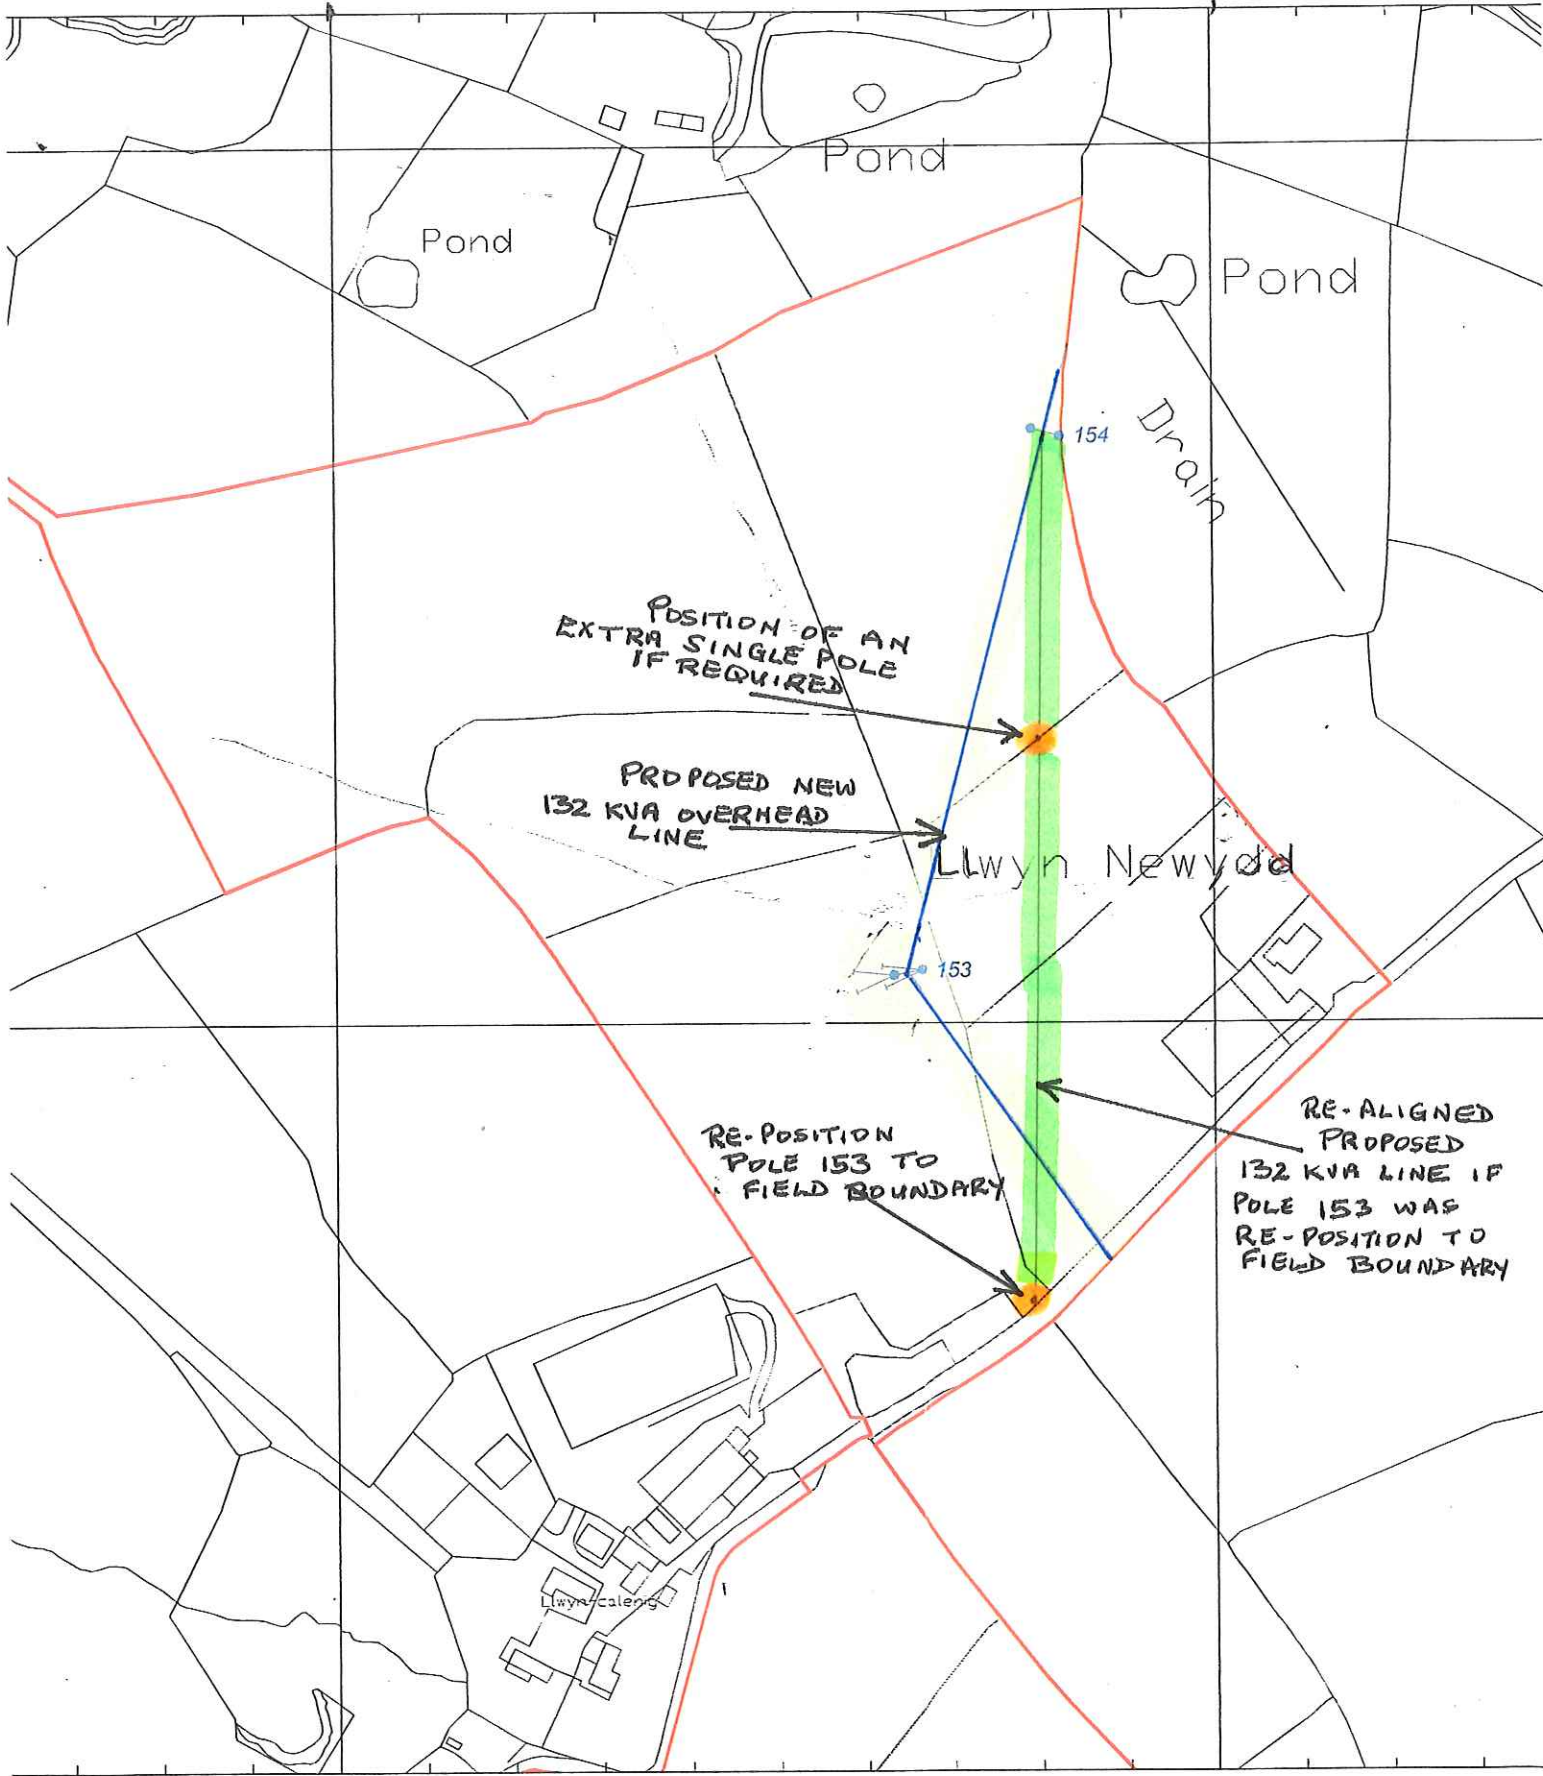 Pond
Pond
Pond
154
Drain
POSITION OF AN
EXTRA SINGLE POLE
IF REQUIRED
PROPOSED NEW
132 KVA OVERHEAD
LINE
Llwyn Newydd
153
RE-POSITION
POLE 153 TO
FIELD BOUNDARY
RE-ALIGNED
PROPOSED
132 KVA LINE IF
POLE 153 WAS
RE-POSITION TO
FIELD BOUNDARY
Llwyn-calenig